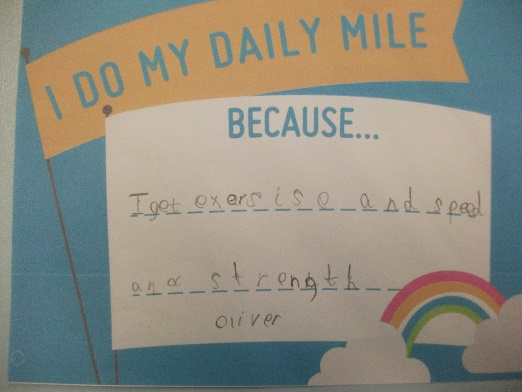 I DO MY DAILY MILE
BECAUSE...
I get exersise and speed
and strength
oliver